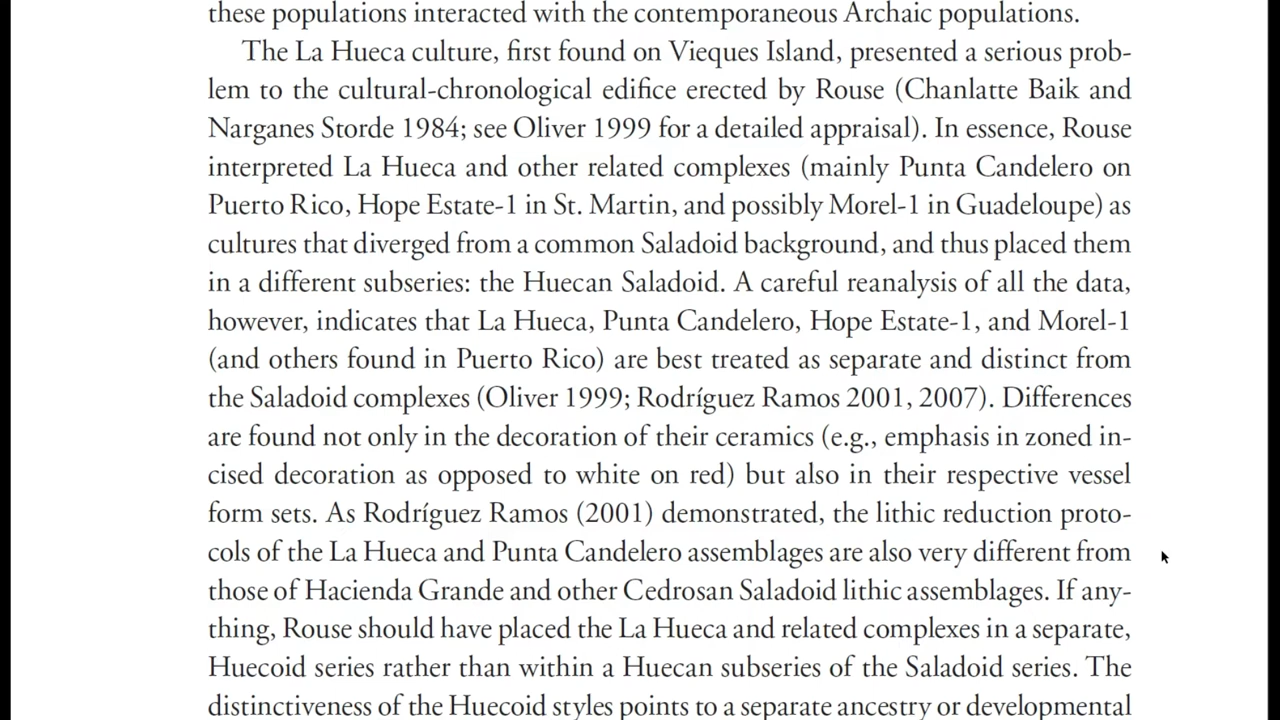 these populations interacted with the contemporaneous Archaic populations.
The La Hueca culture, first found on Vieques Island, presented a serious prob-
lem to the cultural-chronological edifice erected by Rouse (Chanlatte Baik and
Narganes Storde 1984; see Oliver 1999 for a detailed appraisal). In essence, Rouse
interpreted La Hueca and other related complexes (mainly Punta Candelero on
Puerto Rico, Hope Estate-1 in St. Martin, and possibly Morel-1 in Guadeloupe) as
cultures that diverged from a common Saladoid background, and thus placed them
in a different subseries: the Huecan Saladoid. A careful reanalysis of all the data,
however, indicates that La Hueca, Punta Candelero, Hope Estate-1, and Morel-1
(and others found in Puerto Rico) are best treated as separate and distinct from
the Saladoid complexes (Oliver 1999; Rodríguez Ramos 2001, 2007). Differences
are found not only in the decoration of their ceramics (e.g., emphasis in zoned in-
cised decoration as opposed to white on red) but also in their respective vessel
form sets. As Rodríguez Ramos (2001) demonstrated, the lithic reduction proto-
cols of the La Hueca and Punta Candelero assemblages are also very different from
those of Hacienda Grande and other Cedrosan Saladoid lithic assemblages. If any-
thing, Rouse should have placed the La Hueca and related complexes in a separate,
Huecoid series rather than within a Huecan subseries of the Saladoid series. The
distinctiveness of the Huecoid styles points to a separate ancestry or developmental